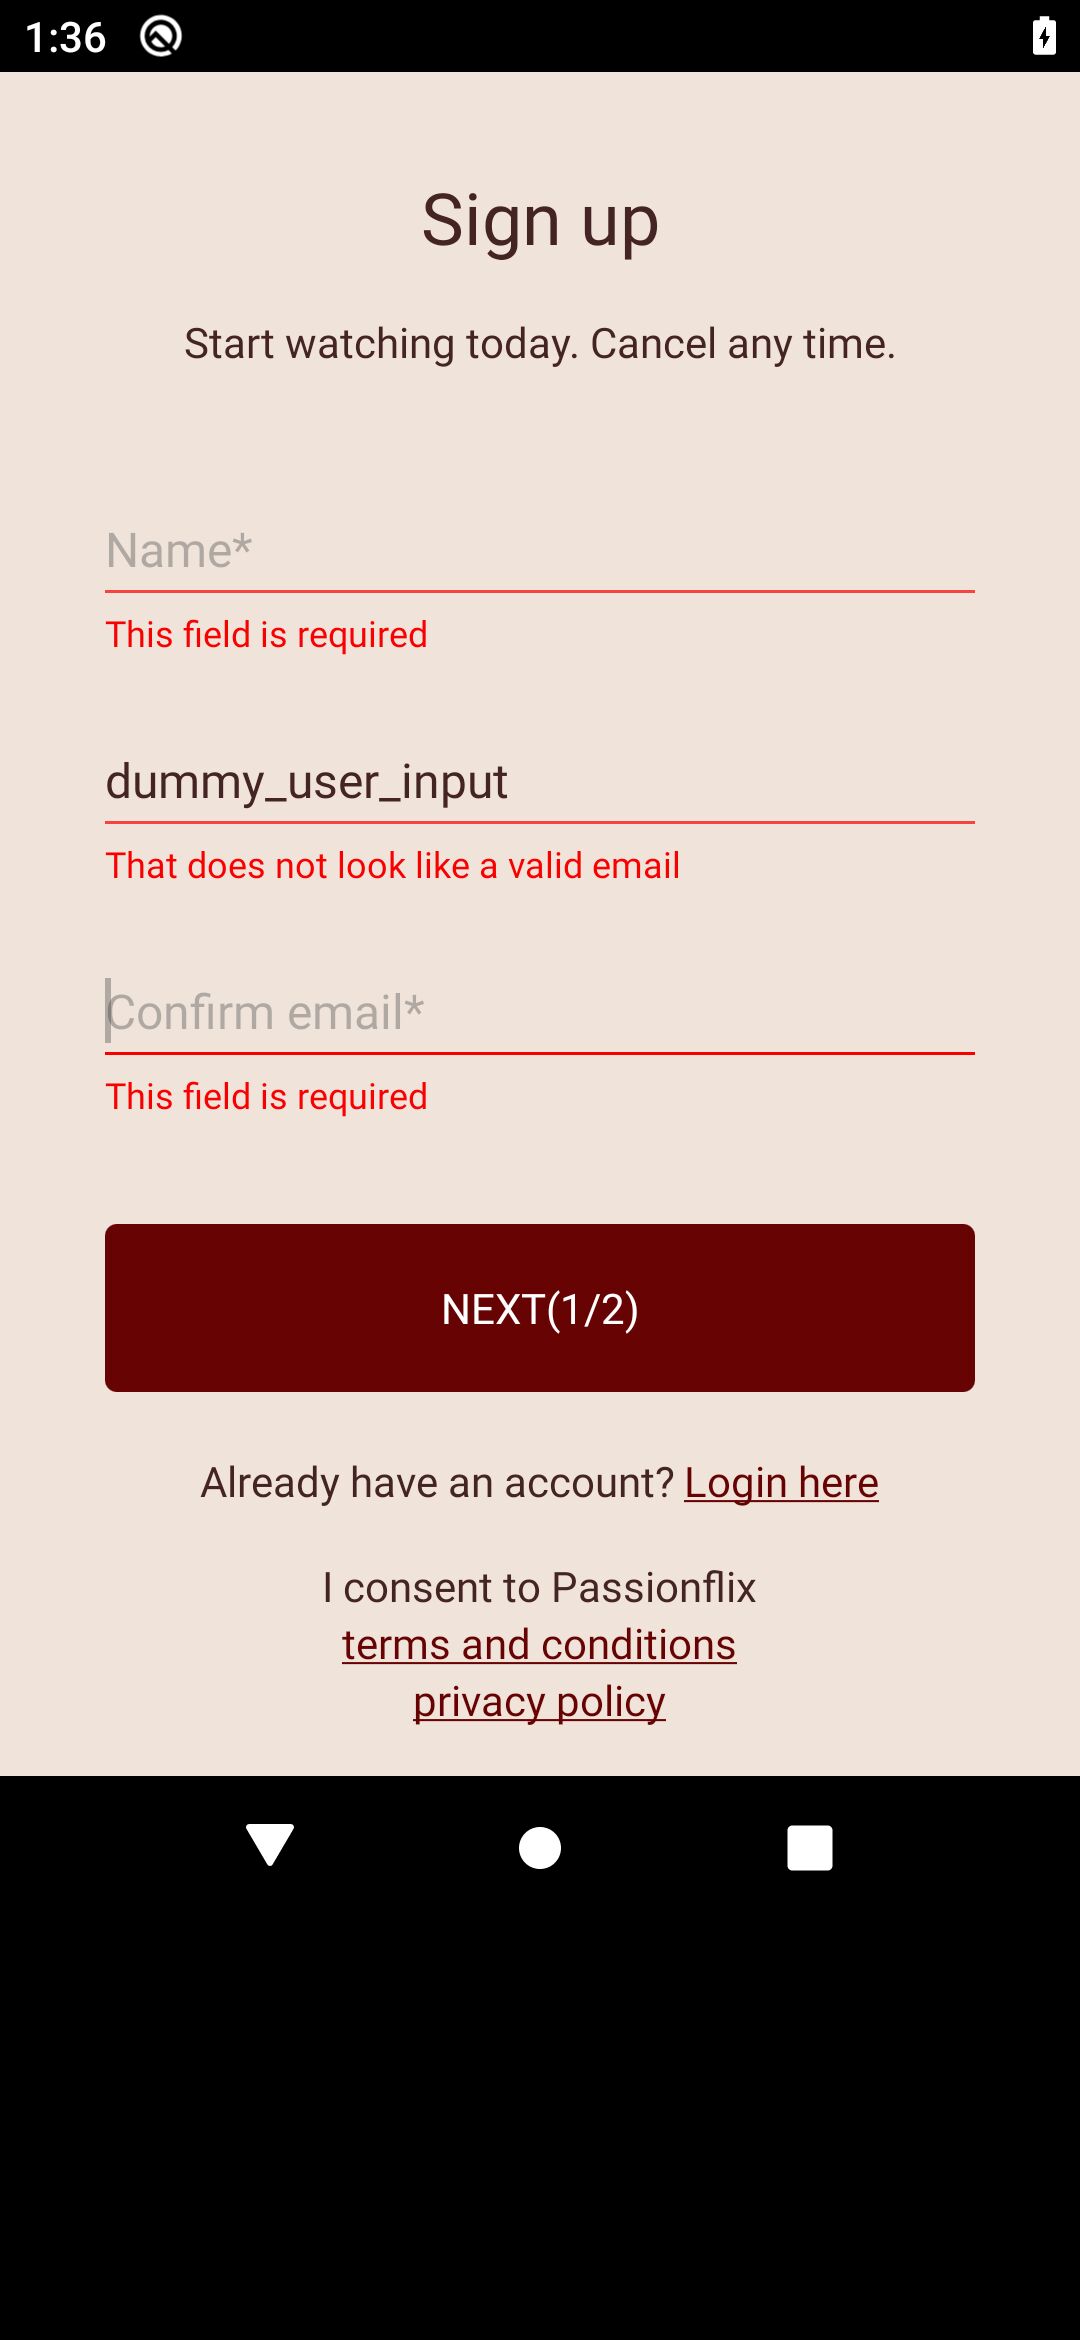 1:36
Sign up
Start watching today. Cancel any time.
Name*
This field is required
dummy_user_input
That does not look like a valid email
Confirm email*
This field is required
NEXT(1/2)
Already have an account? Login here
I consent to Passionflix
terms and conditions
privacy policy